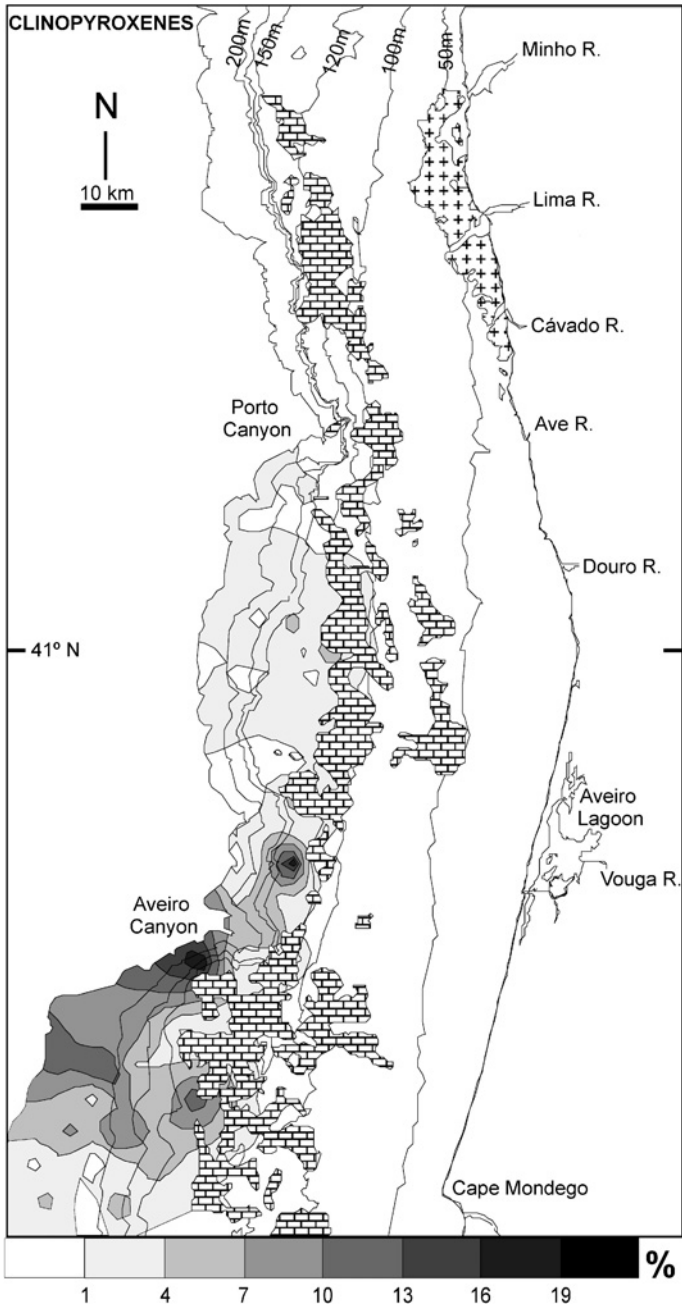 CLINOPYROXENES
200m
150m
120m
100m
50m
Minho R.
N
10 km
Lima R.
Cávado R.
Porto
Canyon
Ave R.
Douro R.
41º N
Aveiro
Lagoon
Vouga R.
Aveiro
Canyon
Cape Mondego
%
1 4 7 10 13 16 19